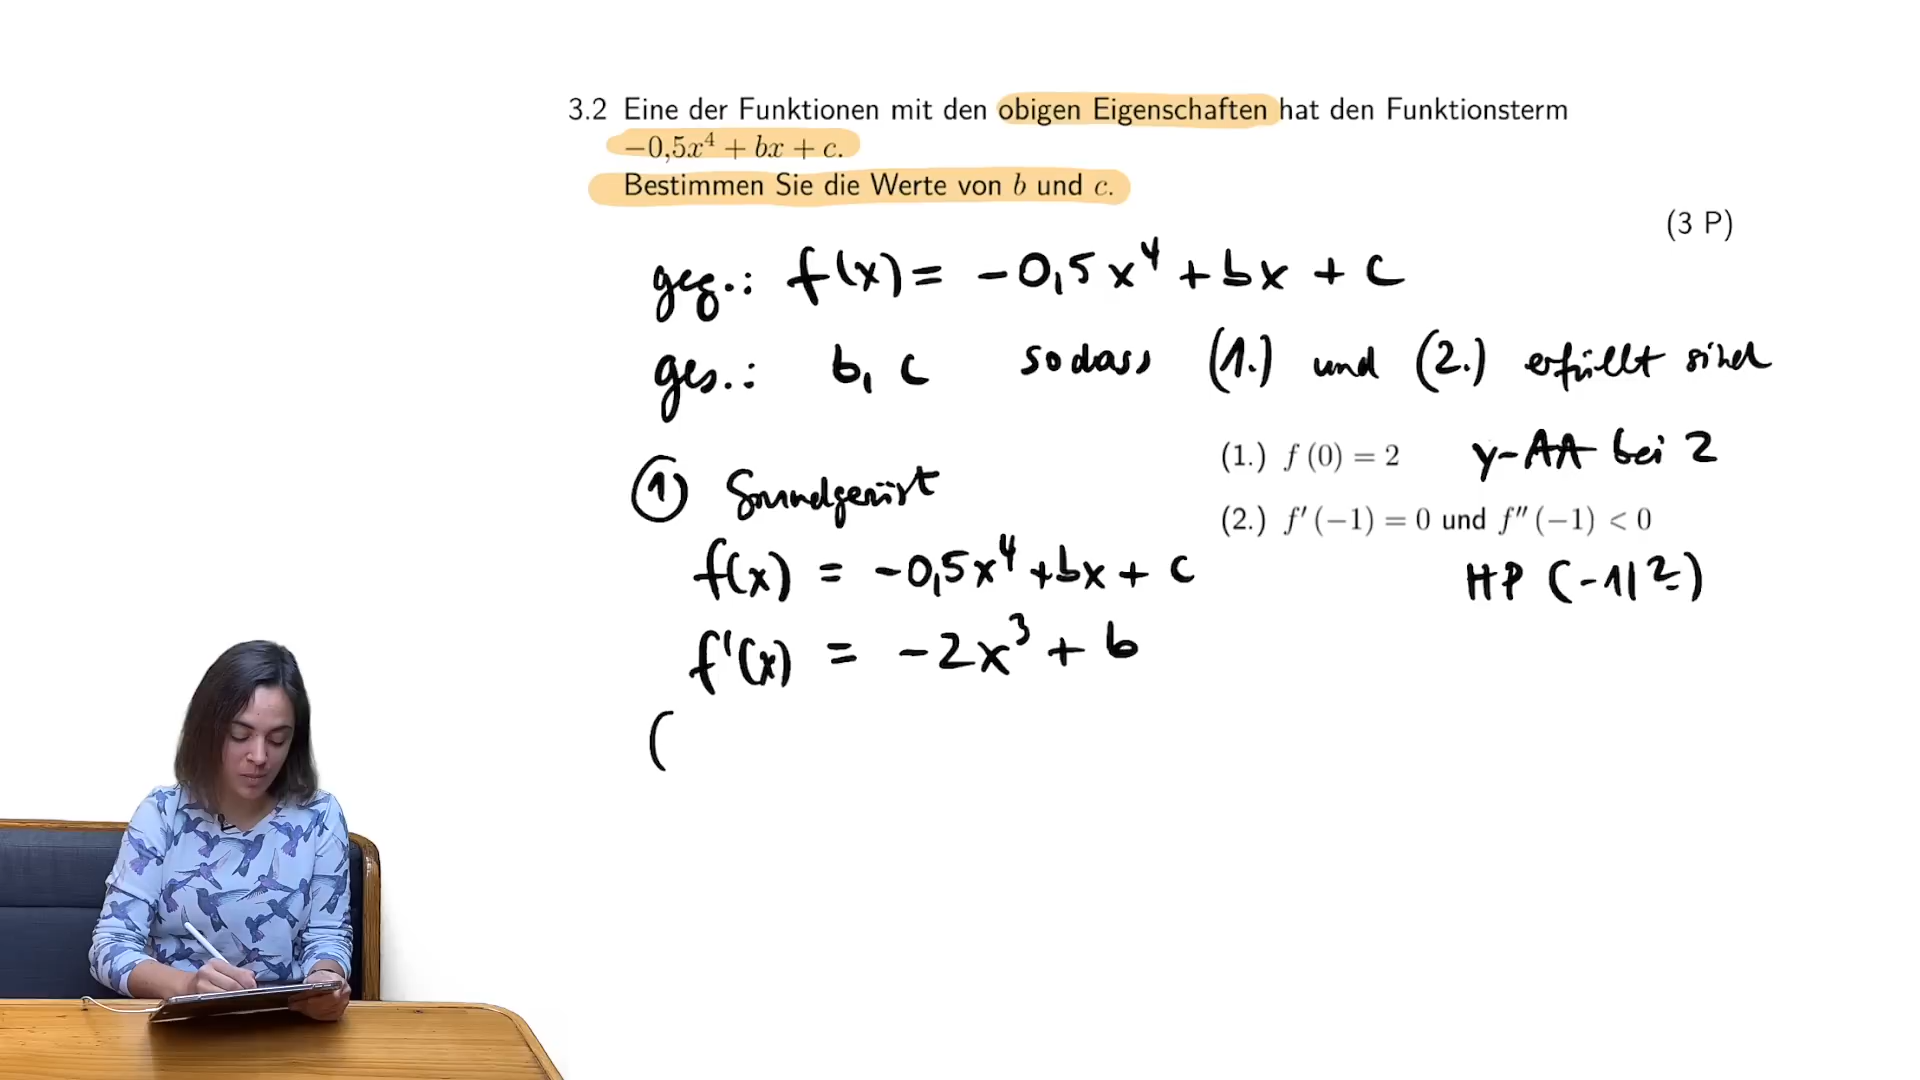 3.2 Eine der Funktionen mit den obigen Eigenschaften hat den Funktionsterm
−0,5x⁴ + bx + c.
Bestimmen Sie die Werte von b und c.
(3 P)
geg.: f(x) = −0,5x⁴ + bx + c
ges.: b, c sodass (1.) und (2.) erfüllt sind
(1.) f (0) = 2 y-AA bei 2
① Grundgerüst
(2.) f′ (−1) = 0 und f″ (−1) < 0
f(x) = −0,5x⁴ + bx + c
HP (−1|?)
f'(x) = −2x³ + b
(